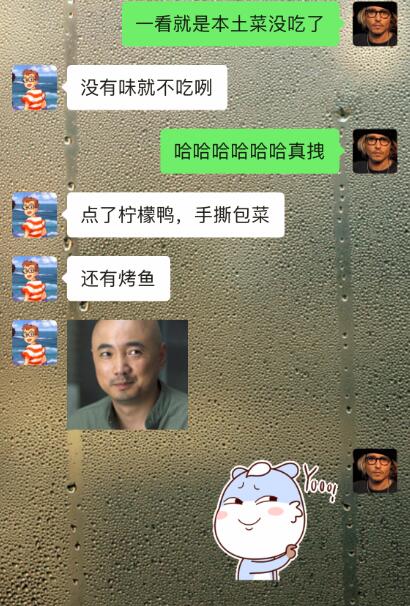 一看就是本土菜没吃了
没有味就不吃咧
哈哈哈哈哈哈真拽
点了柠檬鸭，手撕包菜
还有烤鱼
Yooo!